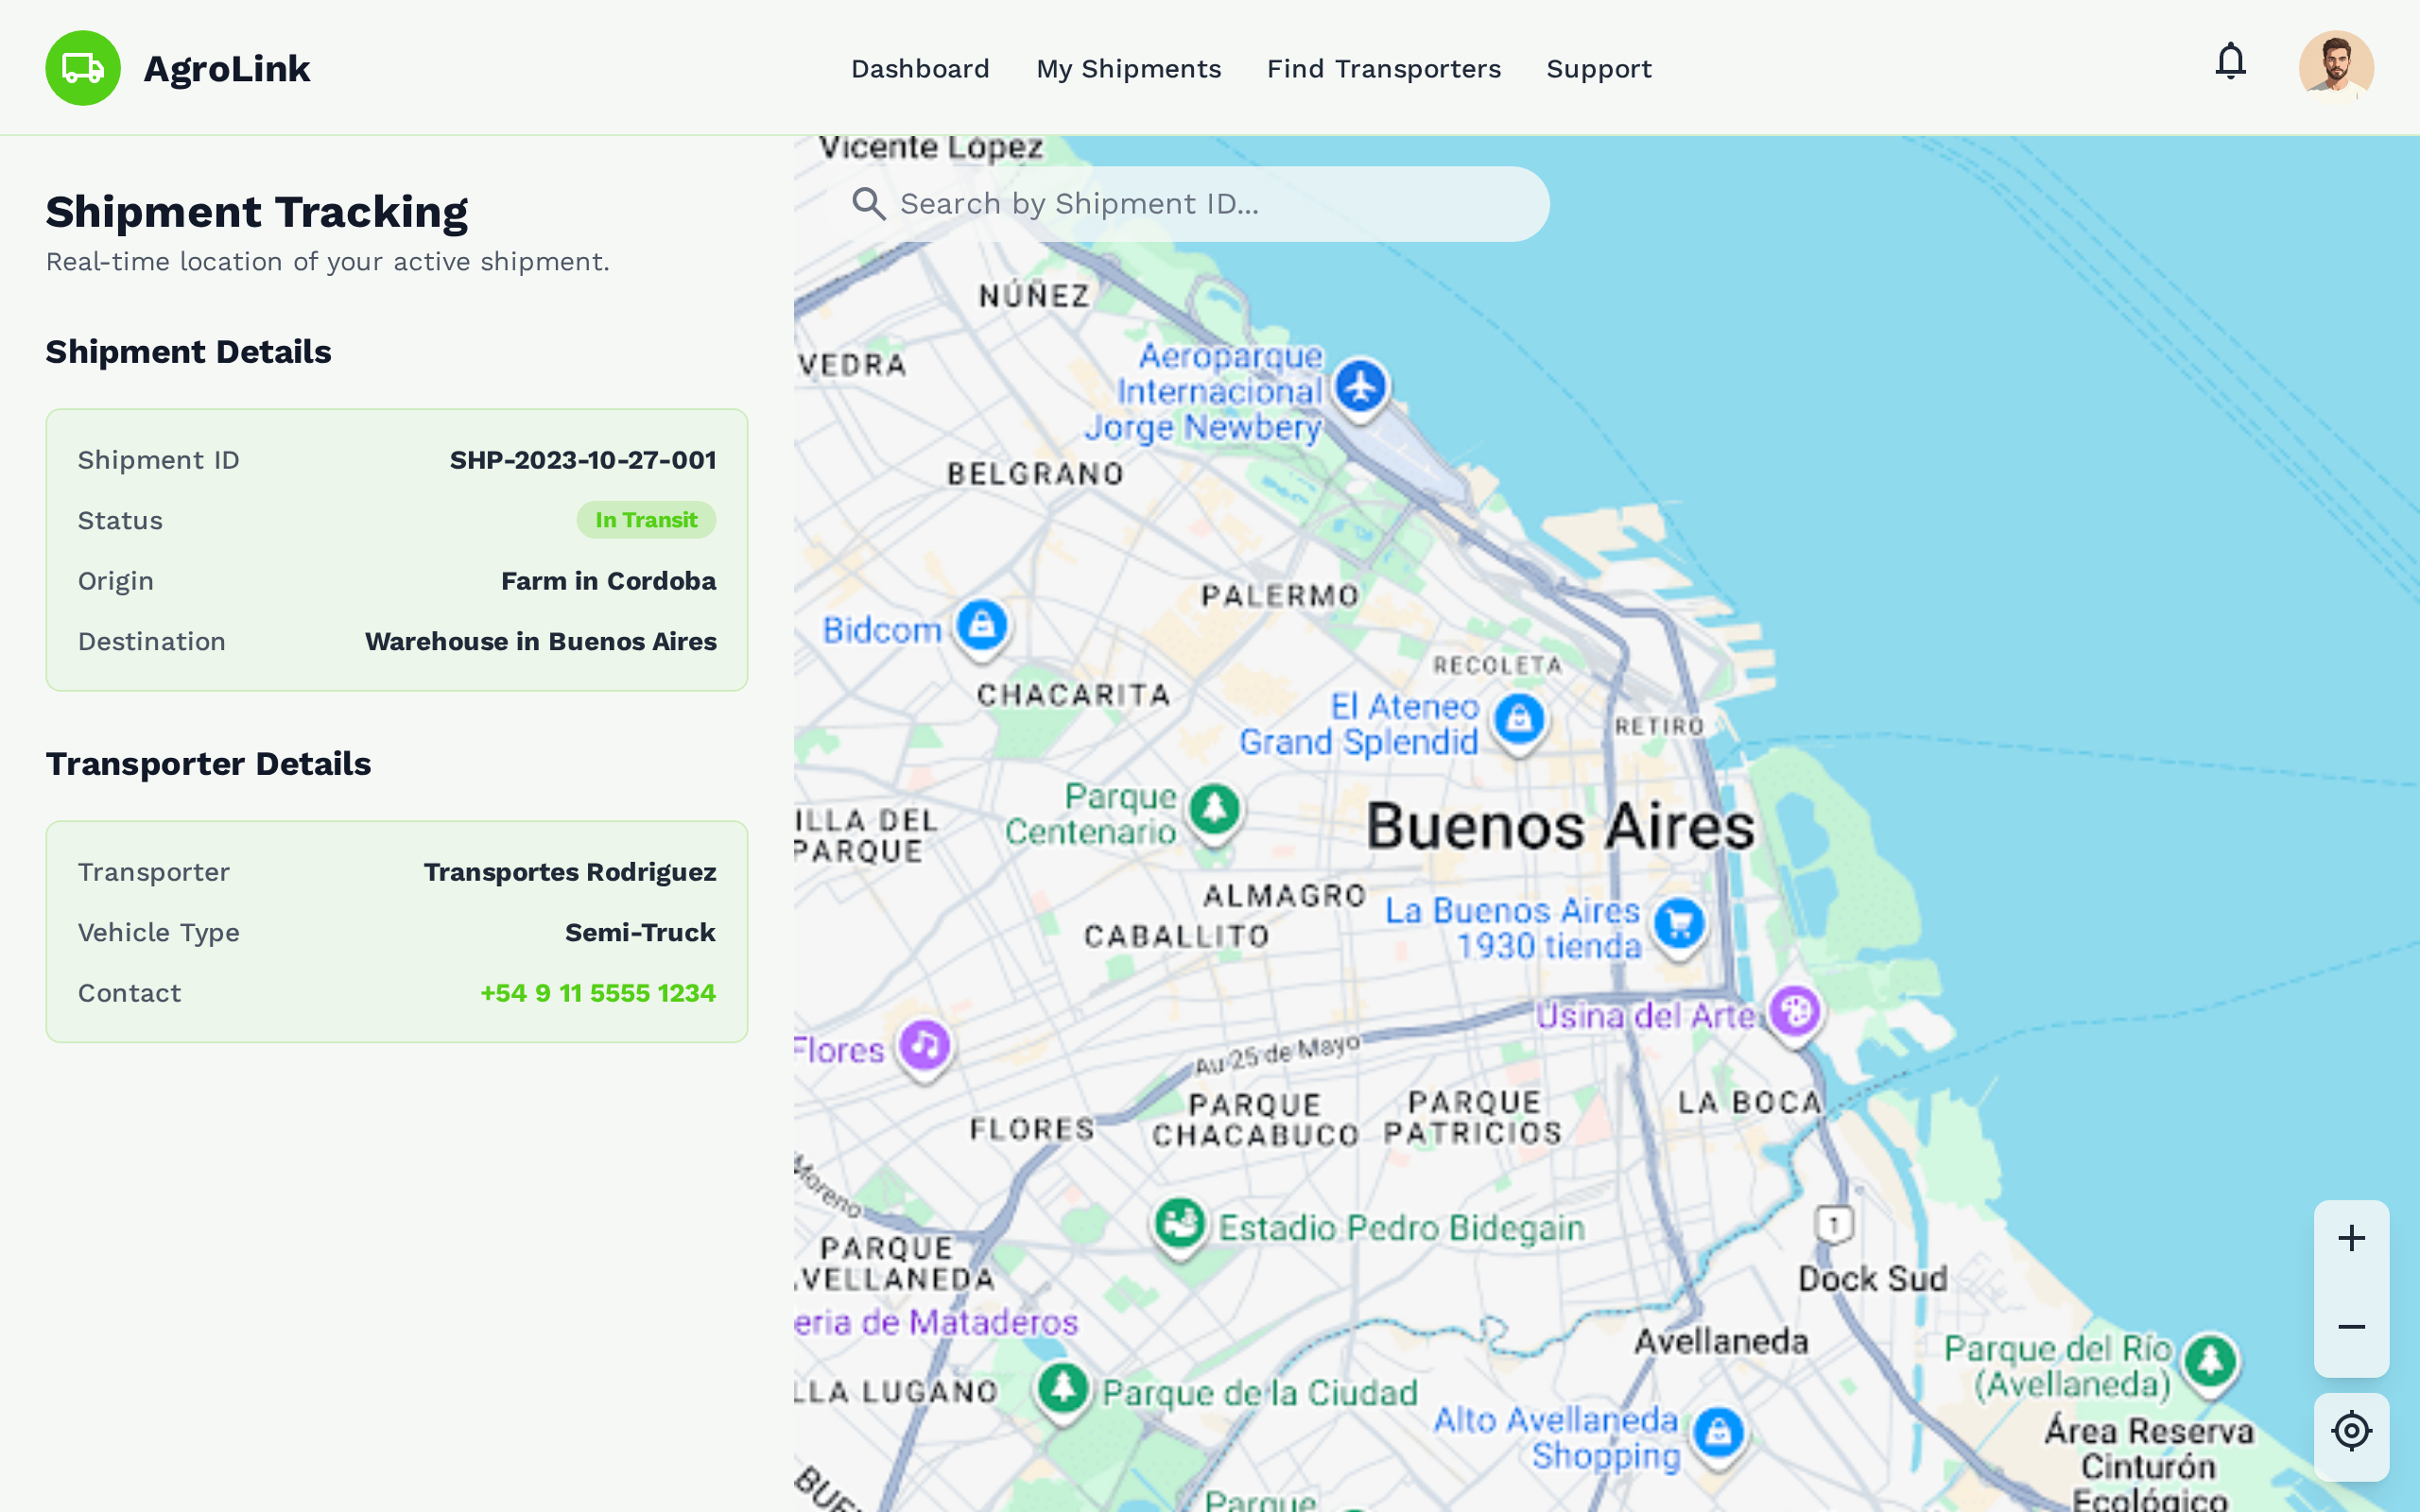 AgroLink
Dashboard
My Shipments
Find Transporters
Support
Shipment Tracking
Real-time location of your active shipment.
Shipment Details
Shipment ID
SHP-2023-10-27-001
Status
In Transit
Origin
Farm in Cordoba
Destination
Warehouse in Buenos Aires
Transporter Details
Transporter
Transportes Rodriguez
Vehicle Type
Semi-Truck
Contact
+54 9 11 5555 1234
Vicente López
Search by Shipment ID...
NÚÑEZ
VEDRA
Aeroparque
Internacional
Jorge Newbery
BELGRANO
PALERMO
Bidcom
RECOLETA
CHACARITA
El Ateneo
Grand Splendid
RETIRO
Parque
Centenario
ILLA DEL
PARQUE
Buenos Aires
ALMAGRO
CABALLITO
La Buenos Aires
1930 tienda
Usina del Arte
Flores
Au 25 de Mayo
PARQUE
CHACABUCO
PARQUE
PATRICIOS
LA BOCA
FLORES
Moreno
Estadio Pedro Bidegain
1
PARQUE
AVELLANEDA
Dock Sud
eria de Mataderos
Avellaneda
Parque del Río
(Avellaneda)
LLA LUGANO
Parque de la Ciudad
Alto Avellaneda
Shopping
Área Reserva
Cinturón
Ecológico
BUE
Parque